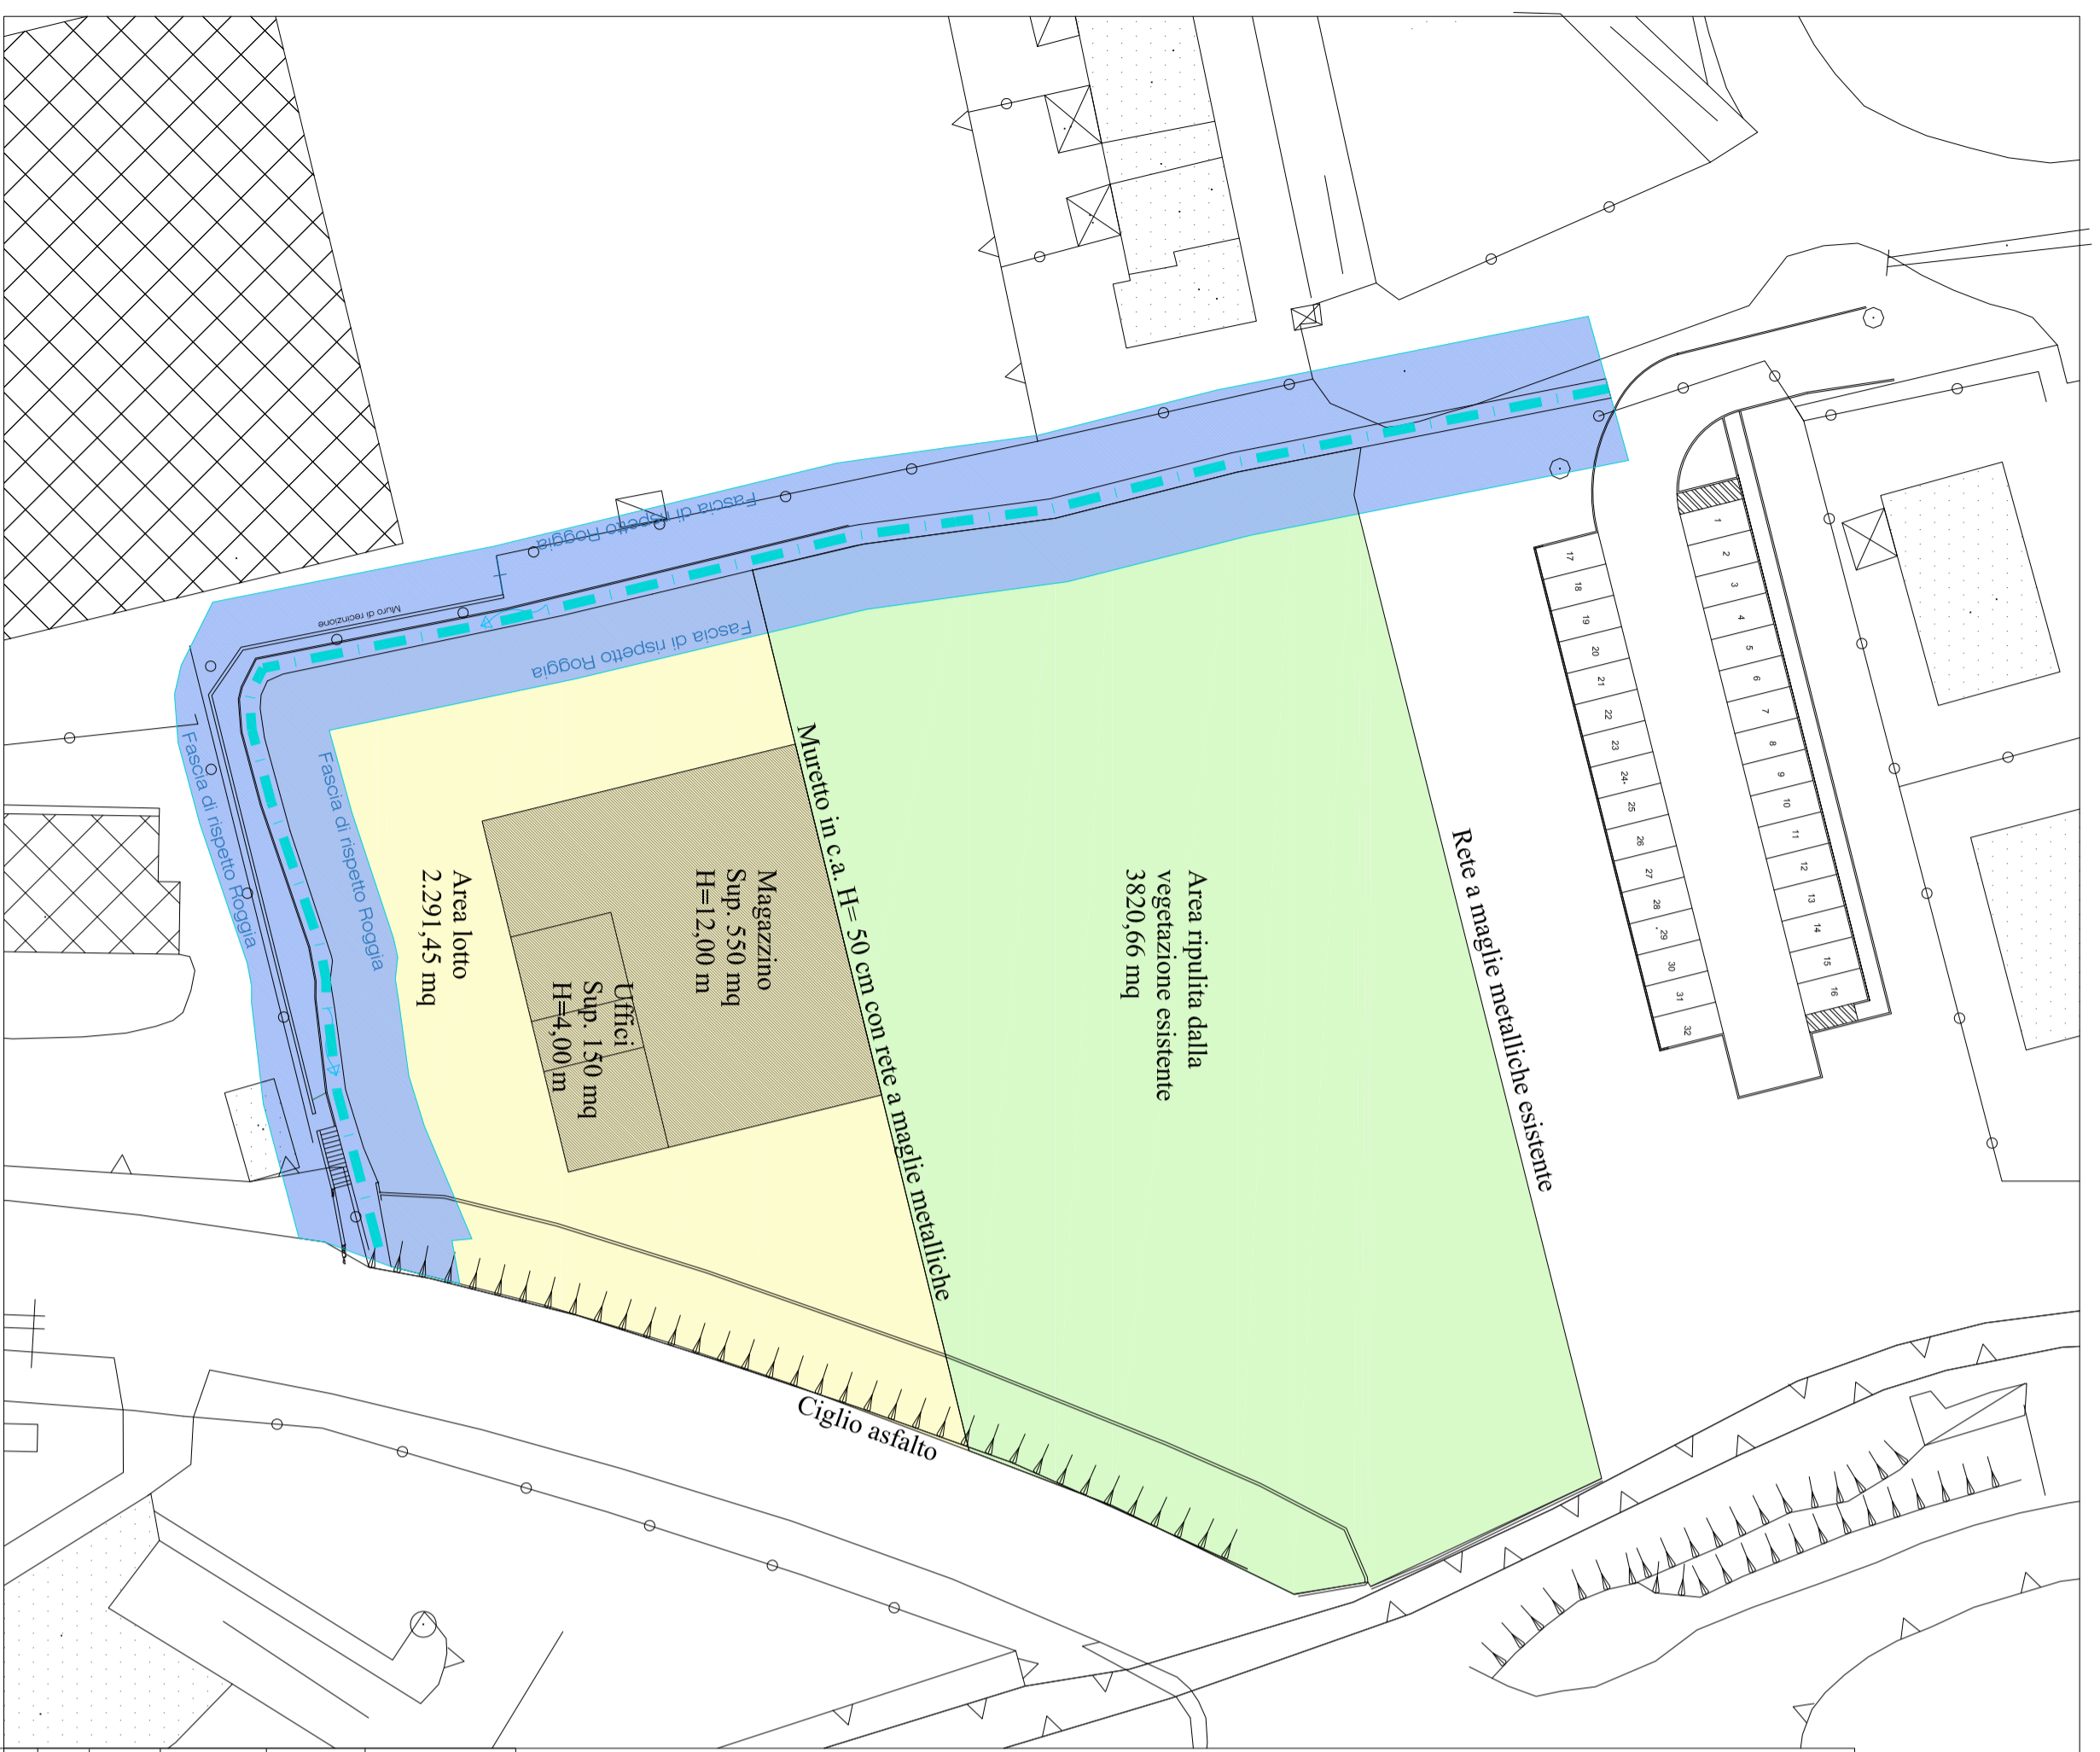 Fascia di rispetto Roggia
Fascia di rispetto Roggia
Muro di recinzione
Fascia di rispetto Roggia
Fascia di rispetto Roggia
Area lotto
2.291,45 mq
Magazzino
Sup. 550 mq
H=12,00 m
Uffici
Sup. 150 mq
H=4,00 m
Muretto in c.a. H= 50 cm con rete a maglie metalliche
Area ripulita dalla
vegetazione esistente
3820,66 mq
Rete a maglie metalliche esistente
Ciglio asfalto
1
2
3
4
5
6
7
8
9
10
11
12
13
14
15
16
17
18
19
20
21
22
23
24
25
26
27
28
29
30
31
32